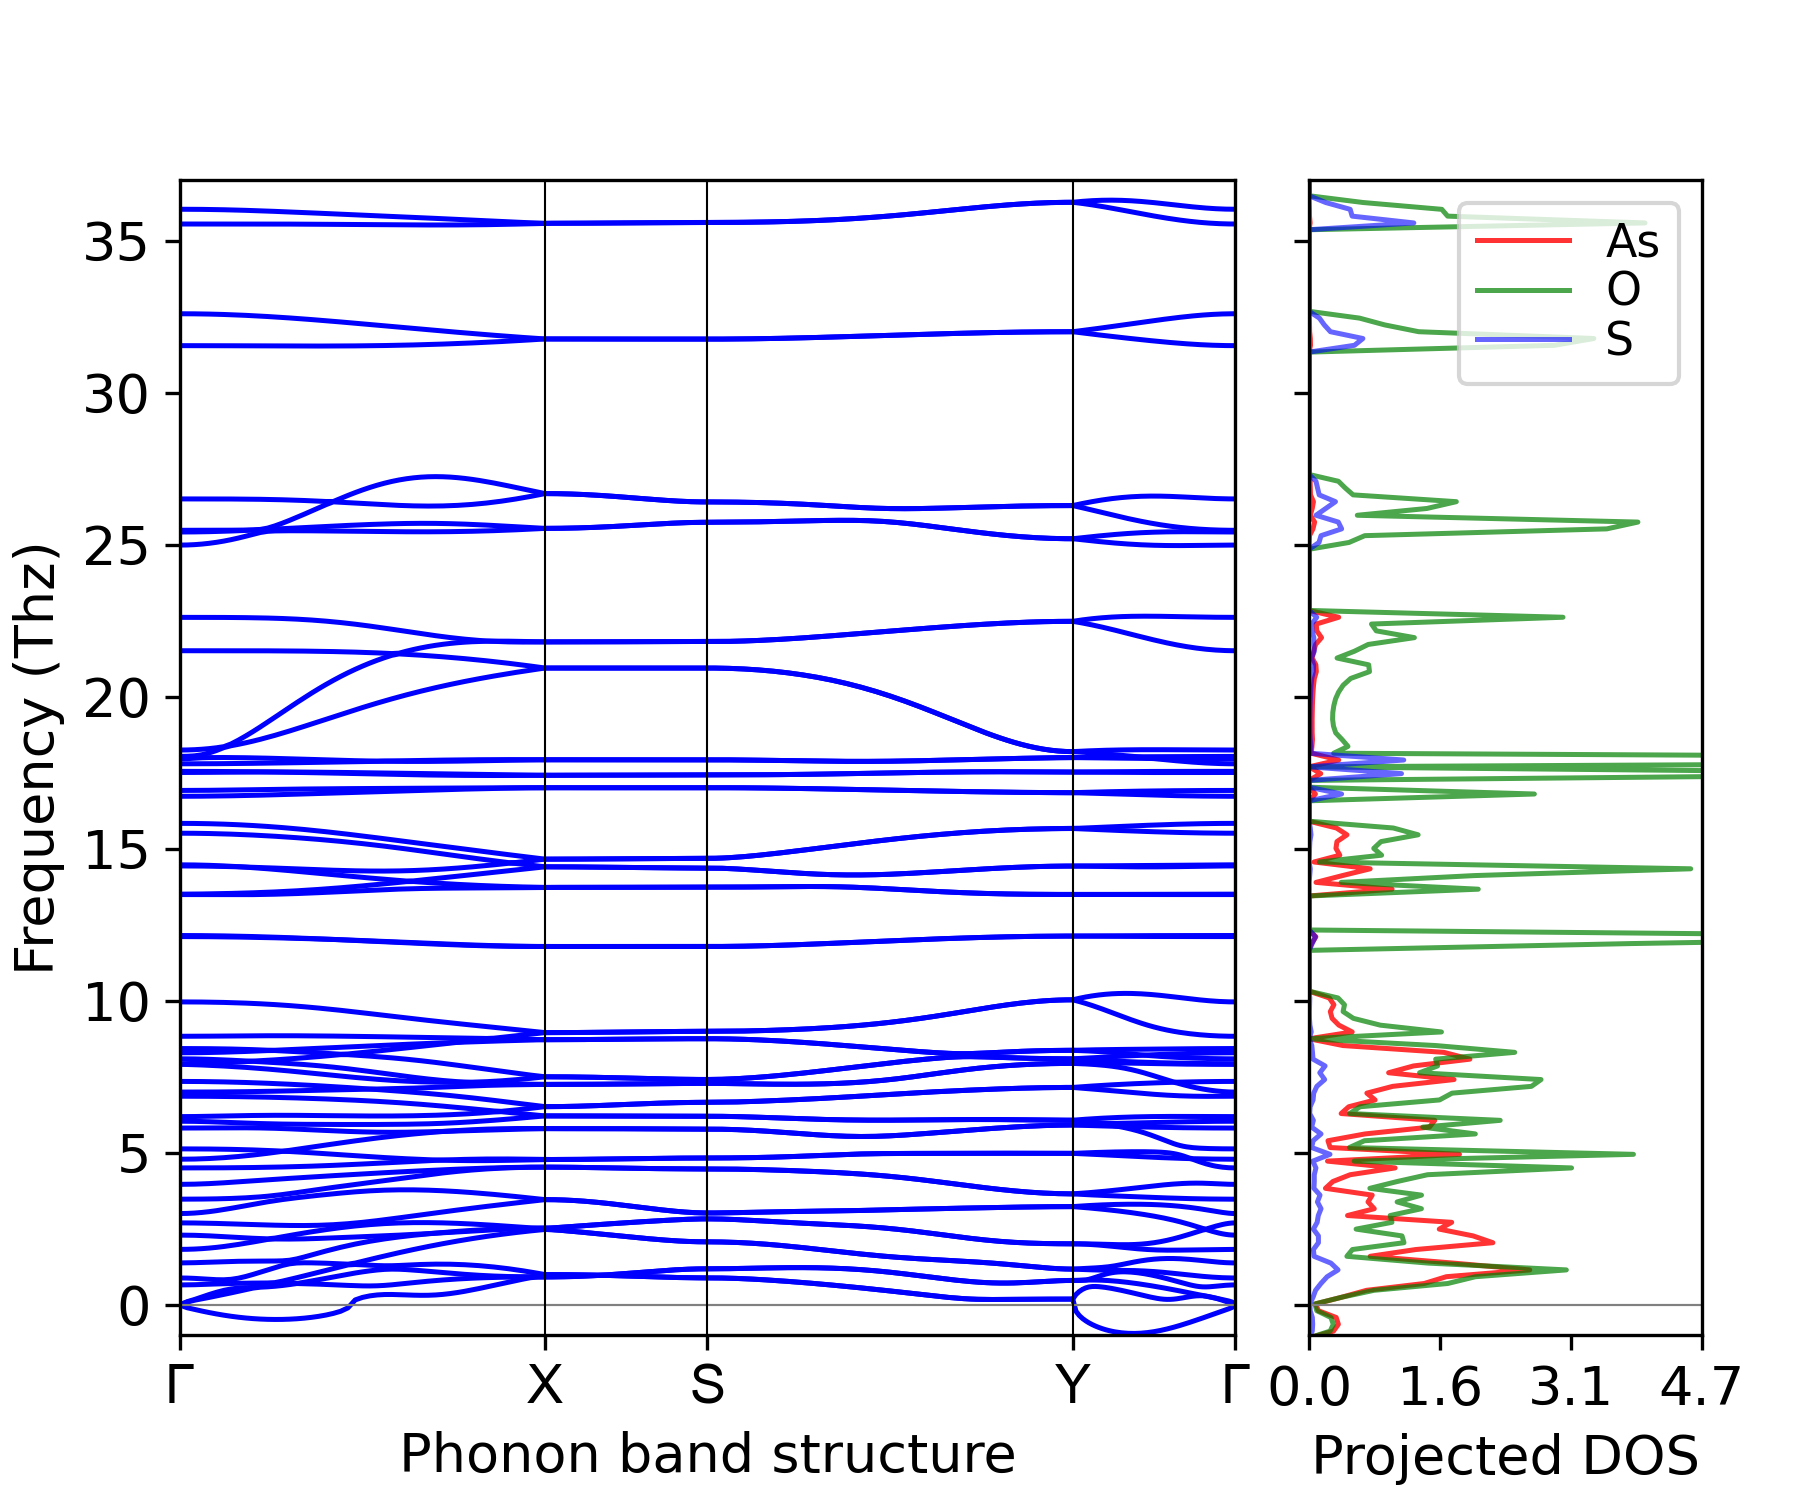 Frequency (Thz)
35
30
25
20
15
10
5
0
Γ X S Y Γ
Phonon band structure
As
O
S
0.0 1.6 3.1 4.7
Projected DOS